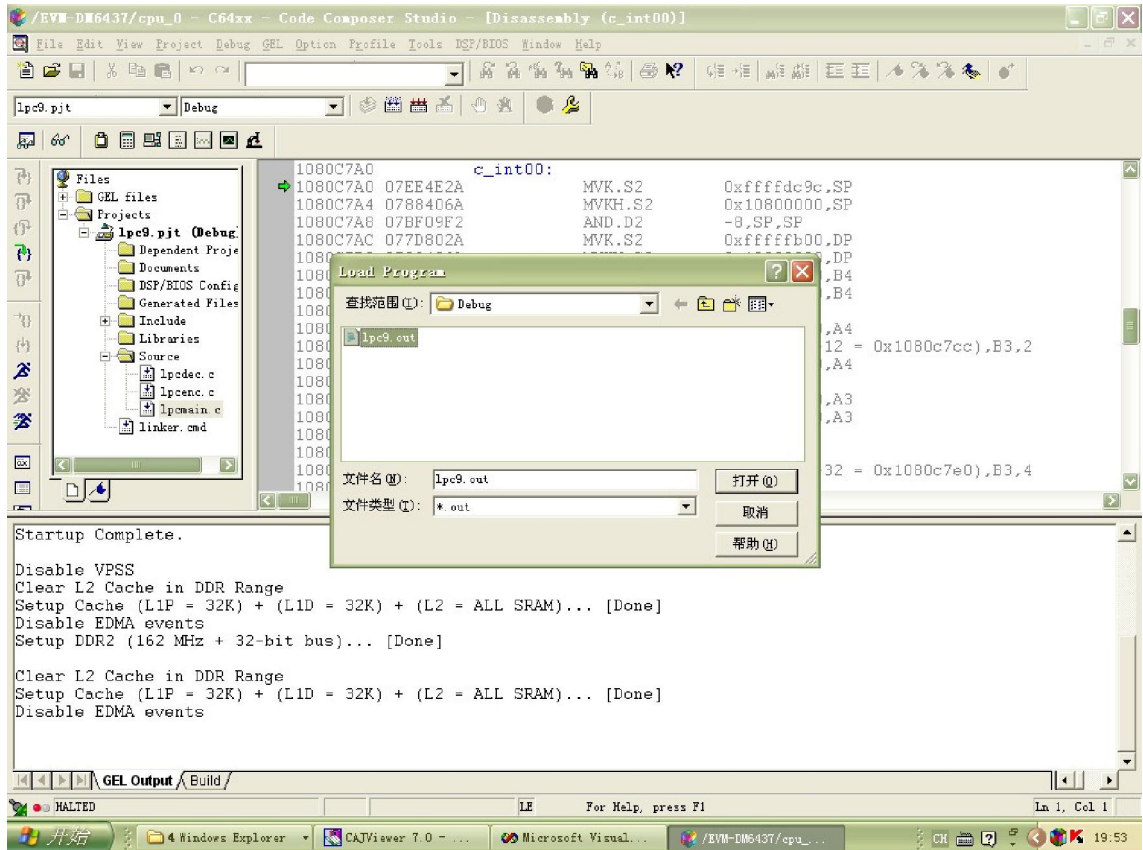 /EVM-DM6437/cpu_0 - C64xx - Code Composer Studio - [Disassembly (c_int00)]
File Edit View Project Debug GEL Option Profile Tools DSP/BIOS Window Help
lpc9.pjt Debug
Files
GEL files
Projects
lpc9.pjt (Debug)
Dependent Proje
Documents
DSP/BIOS Config
Generated Files
Include
Libraries
Source
lpcdec.c
lpcenc.c
lpcmain.c
linker.cmd
1080C7A0 c_int00:
1080C7A0 07EE4E2A MVK.S2 0xffffdc9c,SP
1080C7A4 0788406A MVKH.S2 0x10800000,SP
1080C7A8 07BF09F2 AND.D2 -8,SP,SP
1080C7AC 077D802A MVK.S2 0xfffffb00,DP
,DP
,B4
,B4
,A4
12 = 0x1080c7cc),B3,2
,A4
,A3
,A3
32 = 0x1080c7e0),B3,4
Load Program
查找范围(I): Debug
lpc9.out
文件名(N): lpc9.out 打开(O)
文件类型(T): *.out 取消
帮助(H)
Startup Complete.
Disable VPSS
Clear L2 Cache in DDR Range
Setup Cache (L1P = 32K) + (L1D = 32K) + (L2 = ALL SRAM)... [Done]
Disable EDMA events
Setup DDR2 (162 MHz + 32-bit bus)... [Done]
Clear L2 Cache in DDR Range
Setup Cache (L1P = 32K) + (L1D = 32K) + (L2 = ALL SRAM)... [Done]
Disable EDMA events
GEL Output Build
HALTED LE For Help, press F1 Ln 1, Col 1
开始 4 Windows Explorer CAJViewer 7.0 - ... Microsoft Visual... /EVM-DM6437/cpu_... CH 19:53